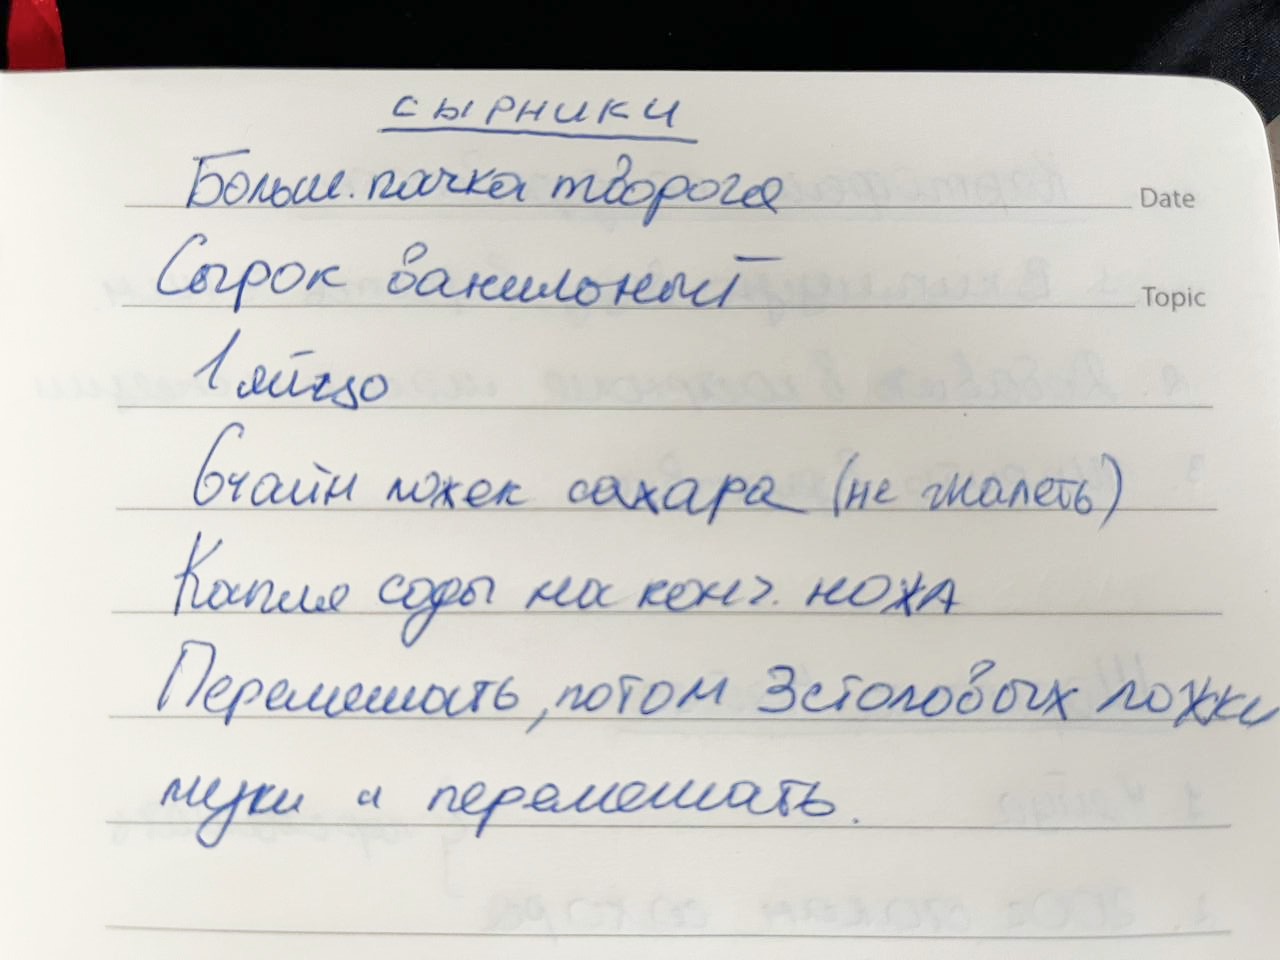 сырники
Больш. пачка творога
Date
Сырок ванильный
Topic
1 яйцо
6 чайн ложек сахара (не жалеть)
Капля соды на конч. ножа
Перемешать, потом 3 столовых ложки
муки и перемешать.